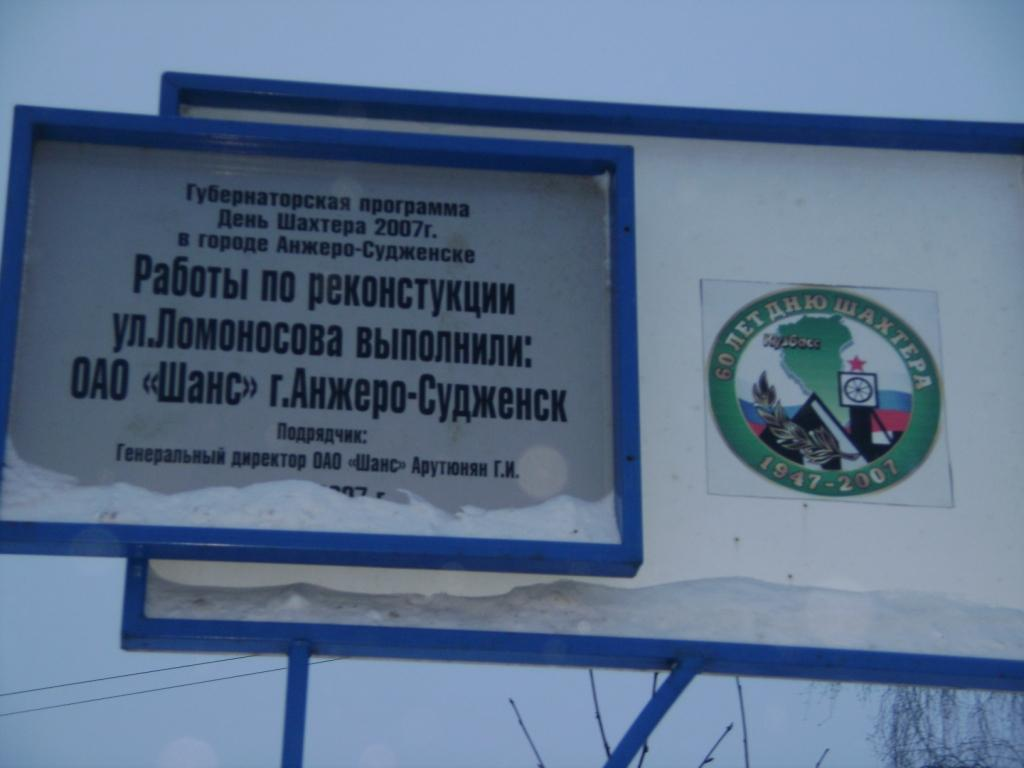 Губернаторская программа
День Шахтера 2007г.
в городе Анжеро-Судженске
Работы по реконстукции
ул.Ломоносова выполнили:
ОАО «Шанс» г.Анжеро-Судженск
Подрядчик:
Генеральный директор ОАО «Шанс» Арутюнян Г.И.
60 ЛЕТ ДНЮ ШАХТЕРА
Кузбасс
1947-2007